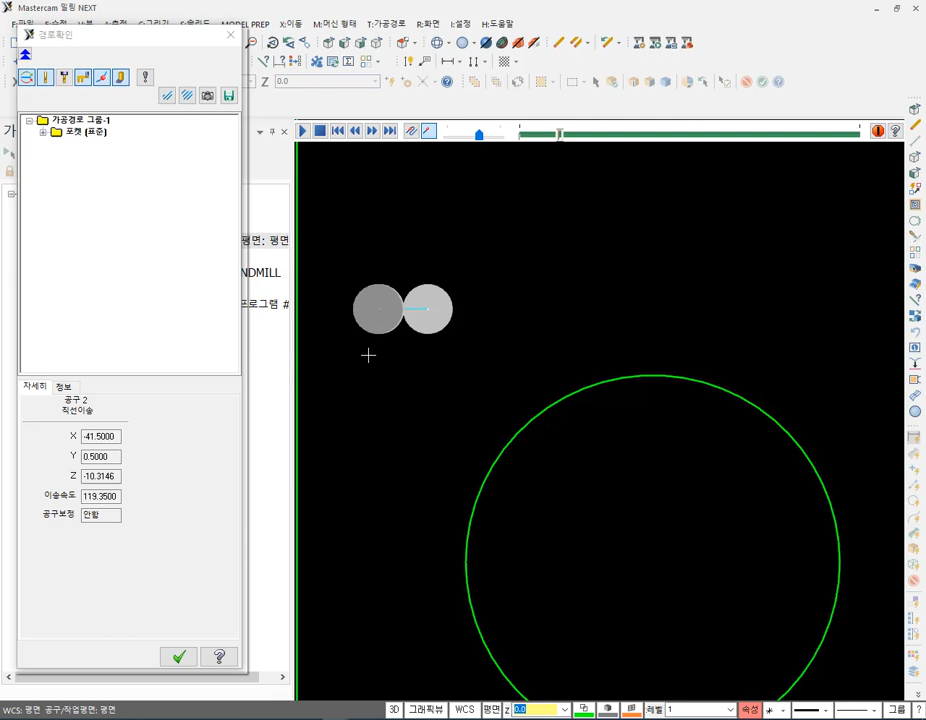 Mastercam 밀링 NEXT
MODEL PREP X:이동 M:머신 형태 T:가공경로 R:화면 I:설정 H:도움말
경로확인
Z 0.0
가공경로 그룹-1
포켓 (표준)
평면: 평면
NDMILL
프로그램 #
자세히 정보
공구 2
직선이송
X -41.5000
Y 0.5000
Z -10.3146
이송속도 119.3500
공구보정 안함
WCS: 평면 공구/작업평면: 평면
3D 그래픽뷰 WCS 평면 Z 0.0 레벨 1 속성 그룹 ?